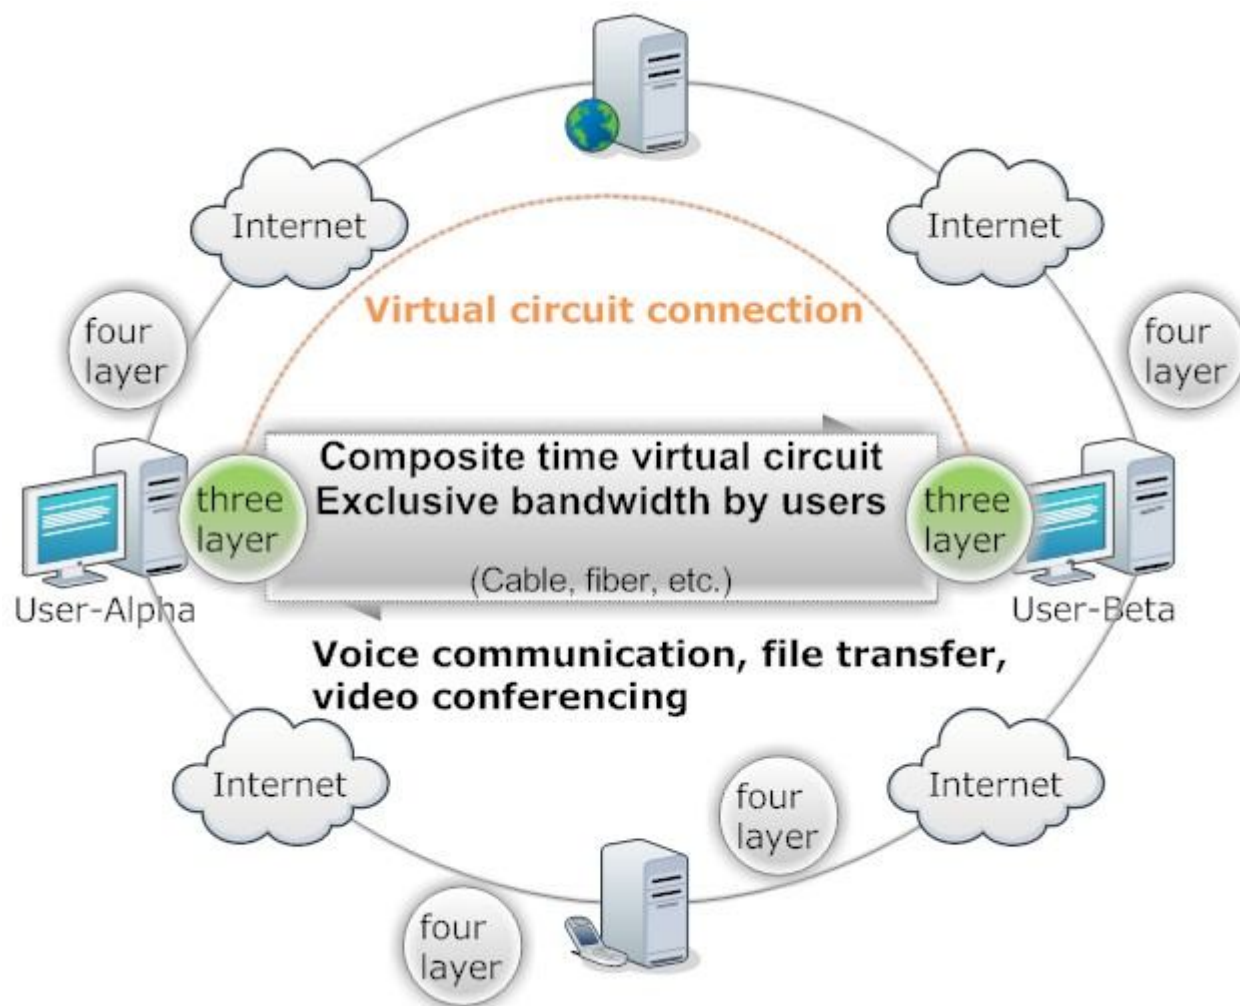 Internet
Internet
Virtual circuit connection
four
layer
four
layer
Composite time virtual circuit
Exclusive bandwidth by users
(Cable, fiber, etc.)
three
layer
three
layer
User-Alpha
User-Beta
Voice communication, file transfer,
video conferencing
Internet
Internet
four
layer
four
layer